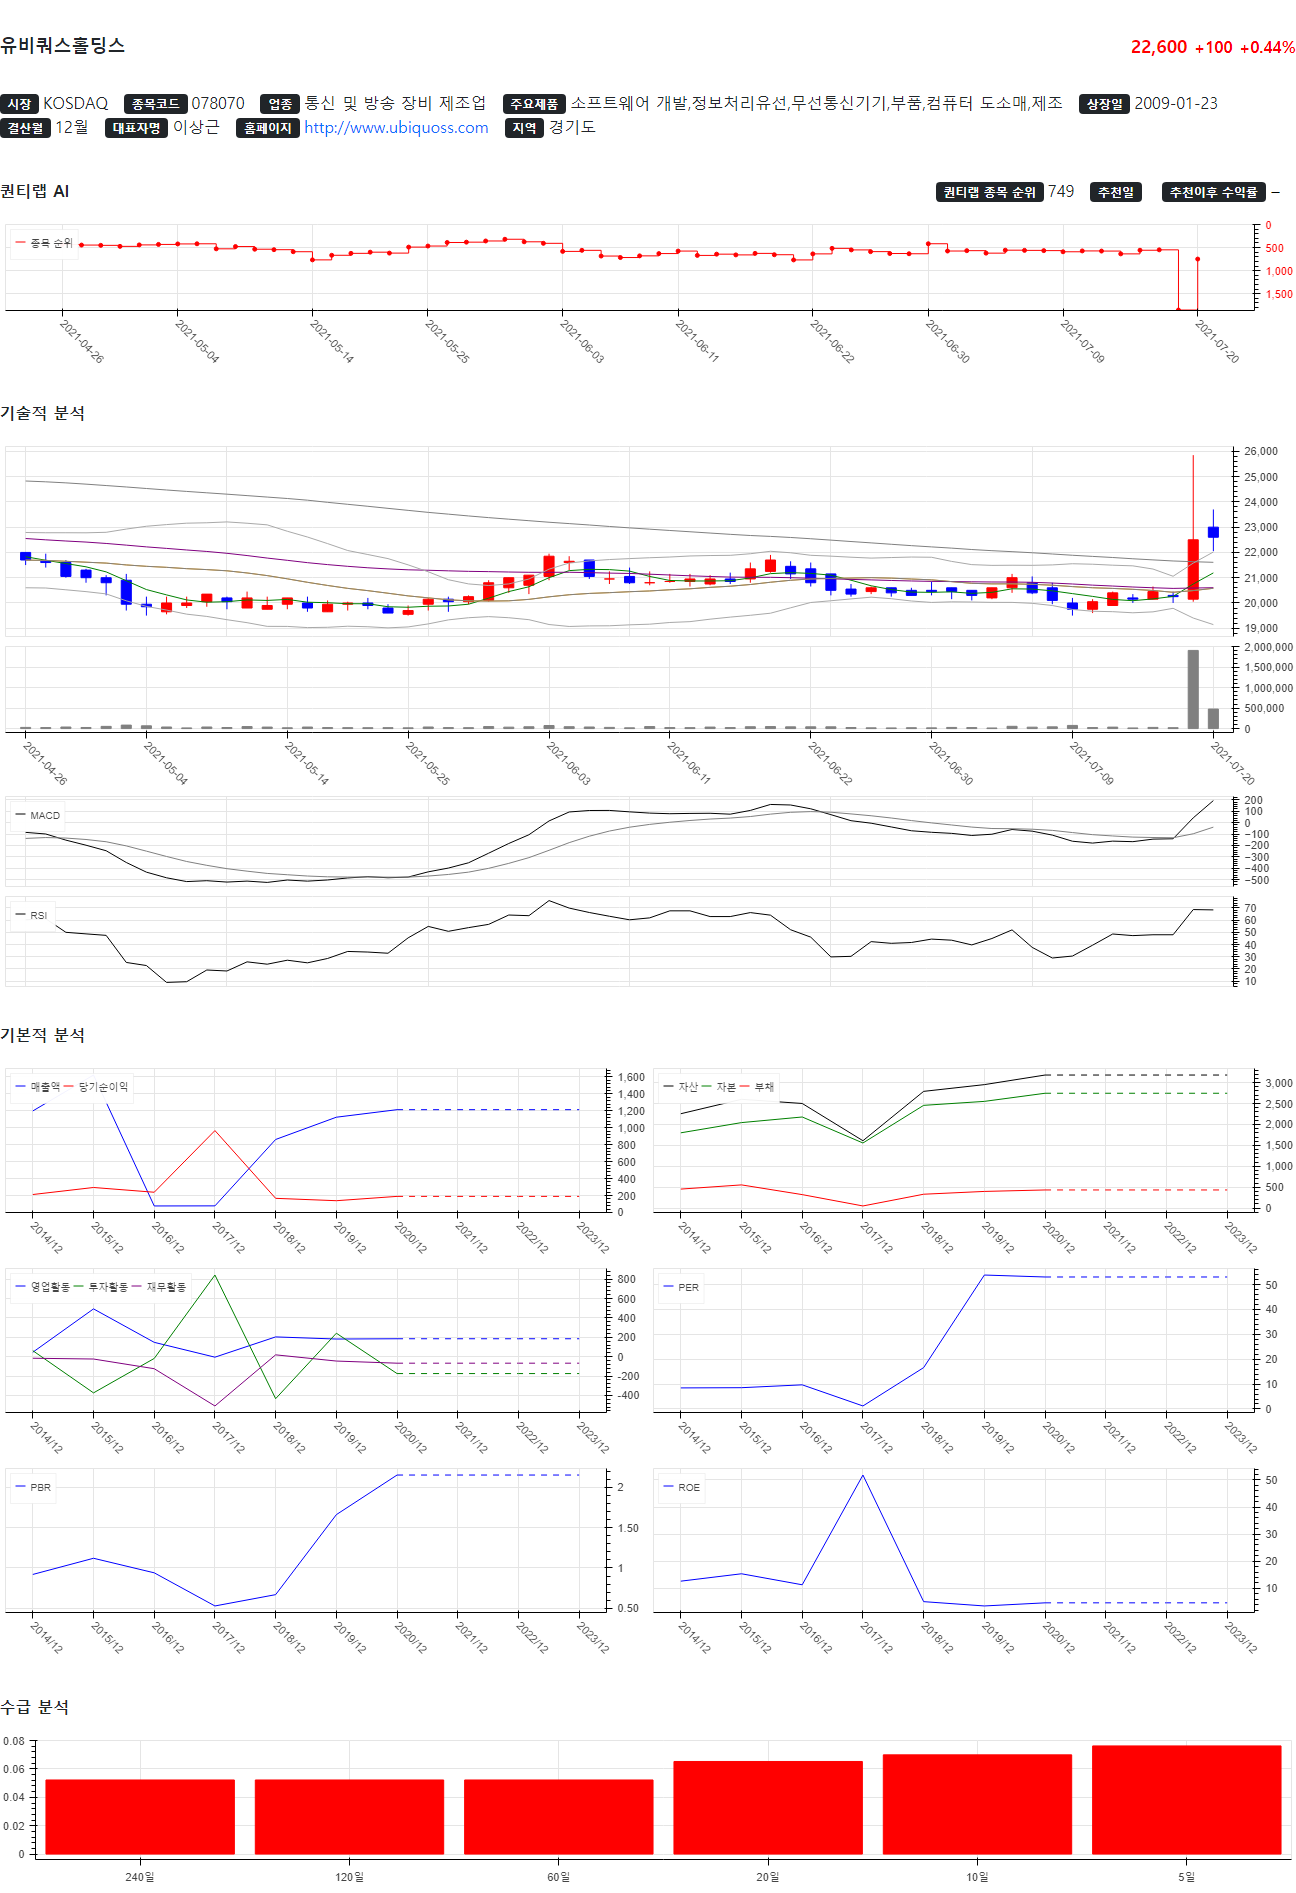 유비쿼스홀딩스
22,600 +100 +0.44%
시장 KOSDAQ 종목코드 078070 업종 통신 및 방송 장비 제조업 주요제품 소프트웨어 개발,정보처리유선,무선통신기기,부품,컴퓨터 도소매,제조 상장일 2009-01-23
결산월 12월 대표자명 이상근 홈페이지 http://www.ubiquoss.com 지역 경기도
퀀티랩 AI
퀀티랩 종목 순위 749 추천일 추천이후 수익률 –
종목 순위
0
500
1,000
1,500
2021-04-26 2021-05-04 2021-05-14 2021-05-25 2021-06-03 2021-06-11 2021-06-22 2021-06-30 2021-07-09 2021-07-20
기술적 분석
26,000
25,000
24,000
23,000
22,000
21,000
20,000
19,000
2,000,000
1,500,000
1,000,000
500,000
0
2021-04-26 2021-05-04 2021-05-14 2021-05-25 2021-06-03 2021-06-11 2021-06-22 2021-06-30 2021-07-09 2021-07-20
MACD
200
100
0
−100
−200
−300
−400
−500
RSI
70
60
50
40
30
20
10
기본적 분석
매출액 당기순이익
1,600
1,400
1,200
1,000
800
600
400
200
0
2014/12 2015/12 2016/12 2017/12 2018/12 2019/12 2020/12 2021/12 2022/12 2023/12
자산 자본 부채
3,000
2,500
2,000
1,500
1,000
500
0
2014/12 2015/12 2016/12 2017/12 2018/12 2019/12 2020/12 2021/12 2022/12 2023/12
영업활동 투자활동 재무활동
800
600
400
200
0
-200
-400
2014/12 2015/12 2016/12 2017/12 2018/12 2019/12 2020/12 2021/12 2022/12 2023/12
PER
50
40
30
20
10
0
2014/12 2015/12 2016/12 2017/12 2018/12 2019/12 2020/12 2021/12 2022/12 2023/12
PBR
2
1.50
1
0.50
2014/12 2015/12 2016/12 2017/12 2018/12 2019/12 2020/12 2021/12 2022/12 2023/12
ROE
50
40
30
20
10
2014/12 2015/12 2016/12 2017/12 2018/12 2019/12 2020/12 2021/12 2022/12 2023/12
수급 분석
0.08
0.06
0.04
0.02
0
240일 120일 60일 20일 10일 5일